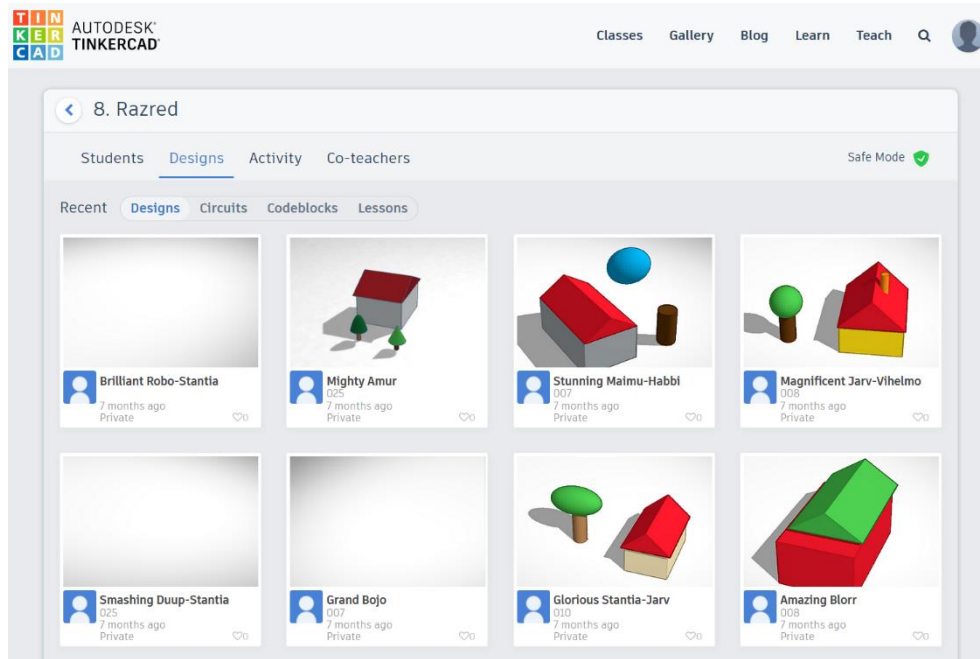 TIN
KER
CAD
AUTODESK®
TINKERCAD®
Classes Gallery Blog Learn Teach
8. Razred
Students Designs Activity Co-teachers
Safe Mode
Recent Designs Circuits Codeblocks Lessons
Brilliant Robo-Stantia
7 months ago
Private
0
Mighty Amur
025
7 months ago
Private
0
Stunning Maimu-Habbi
007
7 months ago
Private
0
Magnificent Jarv-Vihelmo
008
7 months ago
Private
0
Smashing Duup-Stantia
025
7 months ago
Private
0
Grand Bojo
007
7 months ago
Private
0
Glorious Stantia-Jarv
010
7 months ago
Private
0
Amazing Blorr
008
7 months ago
Private
0